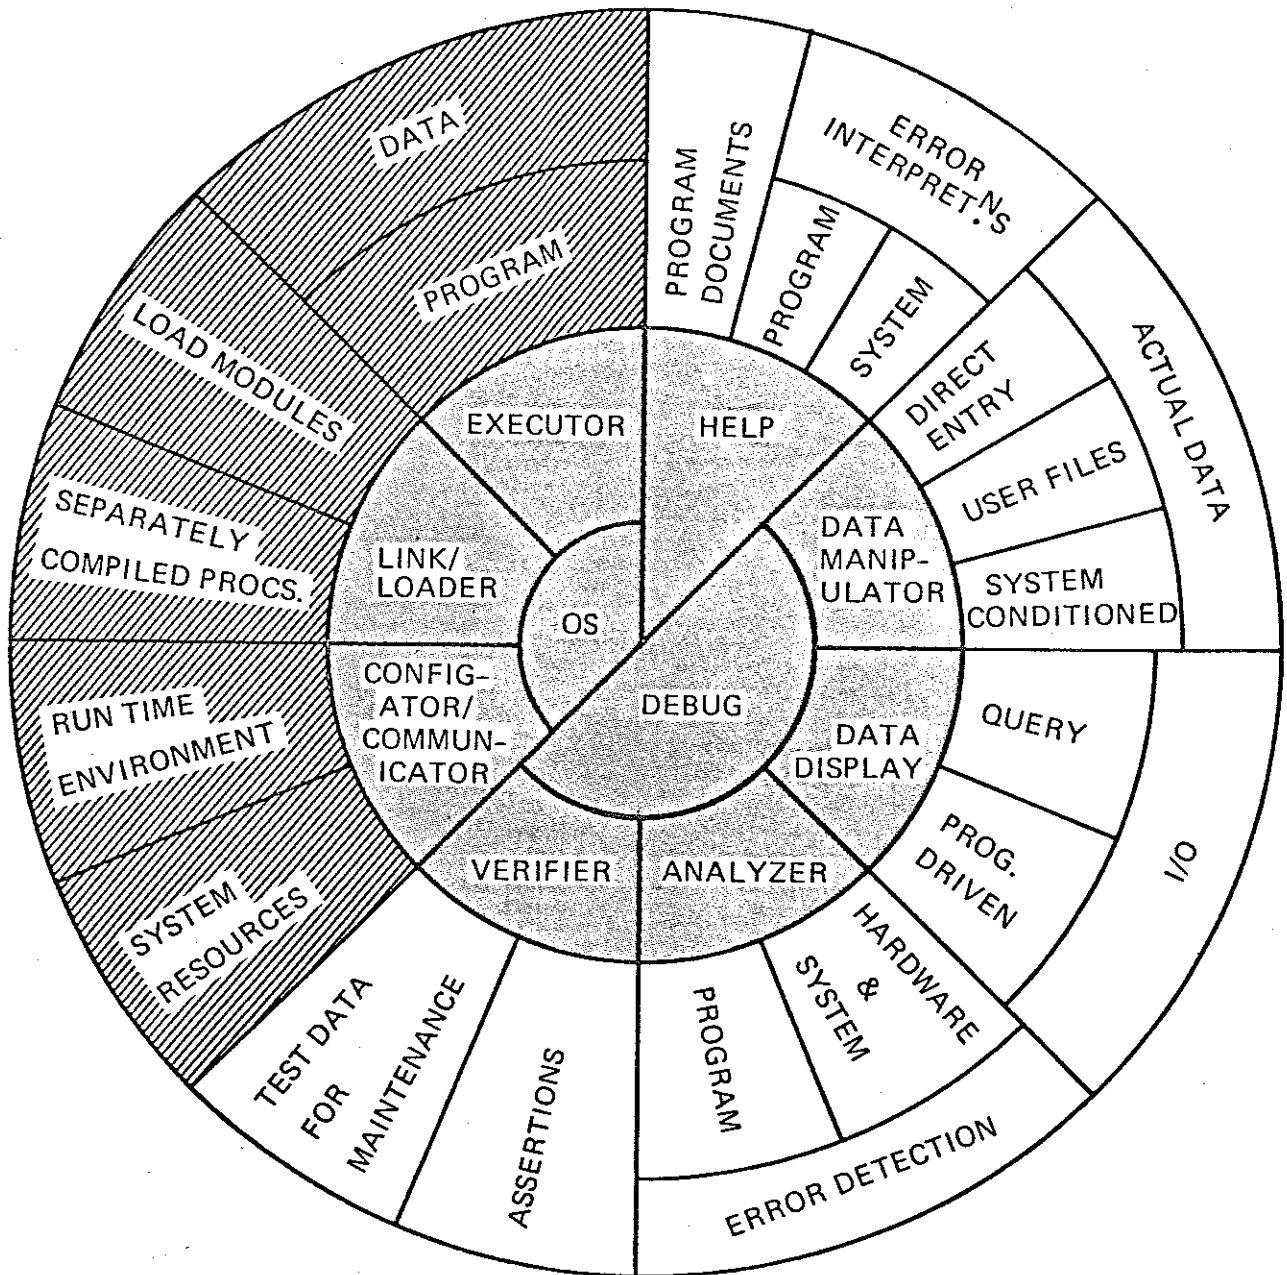 DATA
PROGRAM
LOAD MODULES
SEPARATELY
COMPILED PROCS.
RUN TIME
ENVIRONMENT
SYSTEM
RESOURCES
TEST DATA
FOR
MAINTENANCE
ASSERTIONS
PROGRAM
HARDWARE
&
SYSTEM
ERROR DETECTION
PROG.
DRIVEN
QUERY
I/O
SYSTEM
CONDITIONED
USER FILES
DIRECT
ENTRY
ACTUAL DATA
ERROR
INTERPRET.NS
PROGRAM
SYSTEM
PROGRAM
DOCUMENTS
EXECUTOR
HELP
LINK/
LOADER
OS
DATA
MANIP-
ULATOR
CONFIG-
ATOR/
COMMUN-
ICATOR
DEBUG
DATA
DISPLAY
VERIFIER
ANALYZER